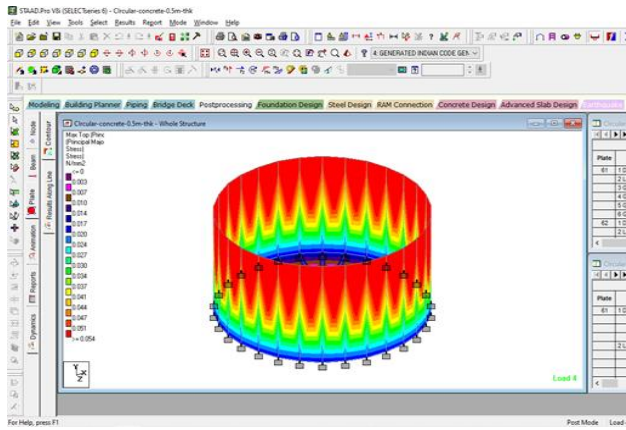 STAAD.Pro V8i (SELECTseries 6) - Circular-concrete-0.5m-thk
File Edit View Tools Select Results Report Mode Window Help
4: GENERATED INDIAN CODE GEN
Modeling Building Planner Piping Bridge Deck Postprocessing Foundation Design Steel Design RAM Connection Concrete Design Advanced Slab Design Earthquake
Node
Beam
Plate
Animation
Reports
Dynamics
Contour
Results Along Line
Circular-concrete-0.5m-thk - Whole Structure
Max Top (Princ
(Principal Majo
Stress)
Stress)
N/mm2
<= 0
0.003
0.007
0.010
0.014
0.017
0.020
0.024
0.027
0.030
0.034
0.037
0.041
0.044
0.047
0.051
>= 0.054
Y
X
Z
Load 4
Plate
61
62
Plate
61
For Help, press F1
Post Mode
Load